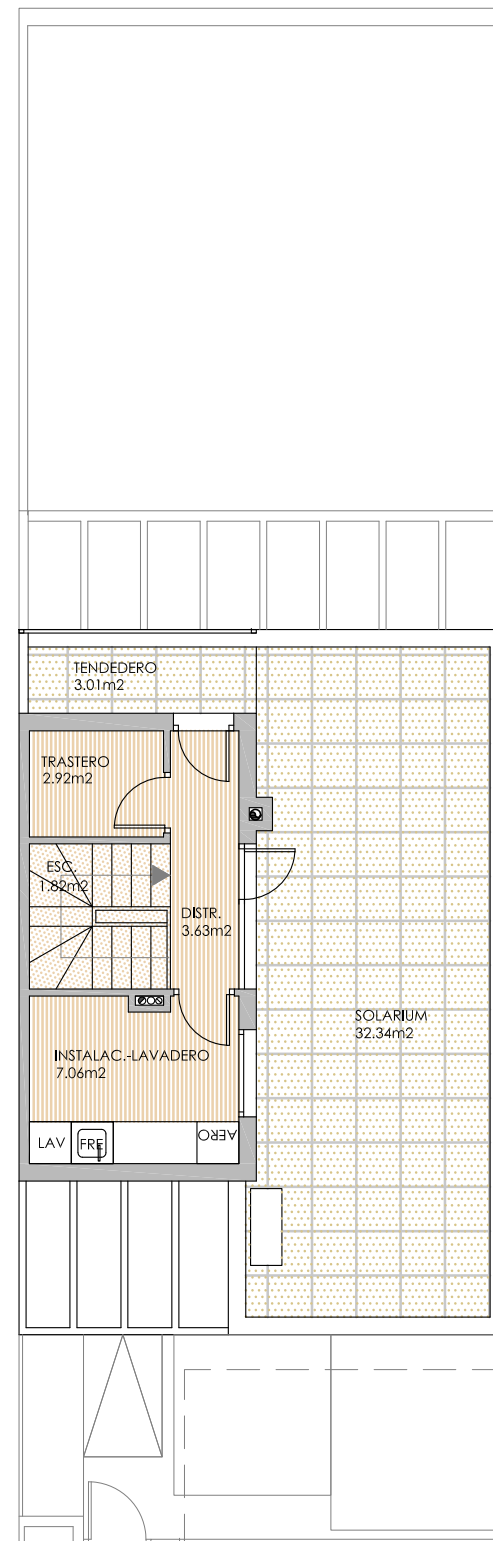 TENDEDERO
3.01m2
TRASTERO
2.92m2
ESC.
1.82m2
DISTR.
3.63m2
SOLARIUM
32.34m2
INSTALAC.-LAVADERO
7.06m2
LAV
FRE
AERO